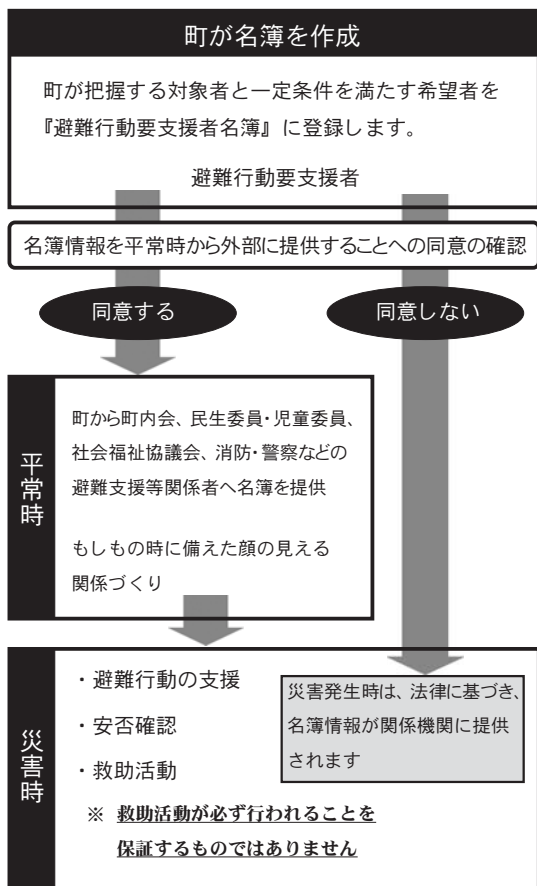 町が名簿を作成
町が把握する対象者と一定条件を満たす希望者を
『避難行動要支援者名簿』に登録します。
避難行動要支援者
名簿情報を平常時から外部に提供することへの同意の確認
同意する
同意しない
平常時
町から町内会、民生委員・児童委員、
社会福祉協議会、消防・警察などの
避難支援等関係者へ名簿を提供
もしもの時に備えた顔の見える
関係づくり
災害時
・避難行動の支援
・安否確認
・救助活動
災害発生時は、法律に基づき、
名簿情報が関係機関に提供
されます
※ 救助活動が必ず行われることを
保証するものではありません